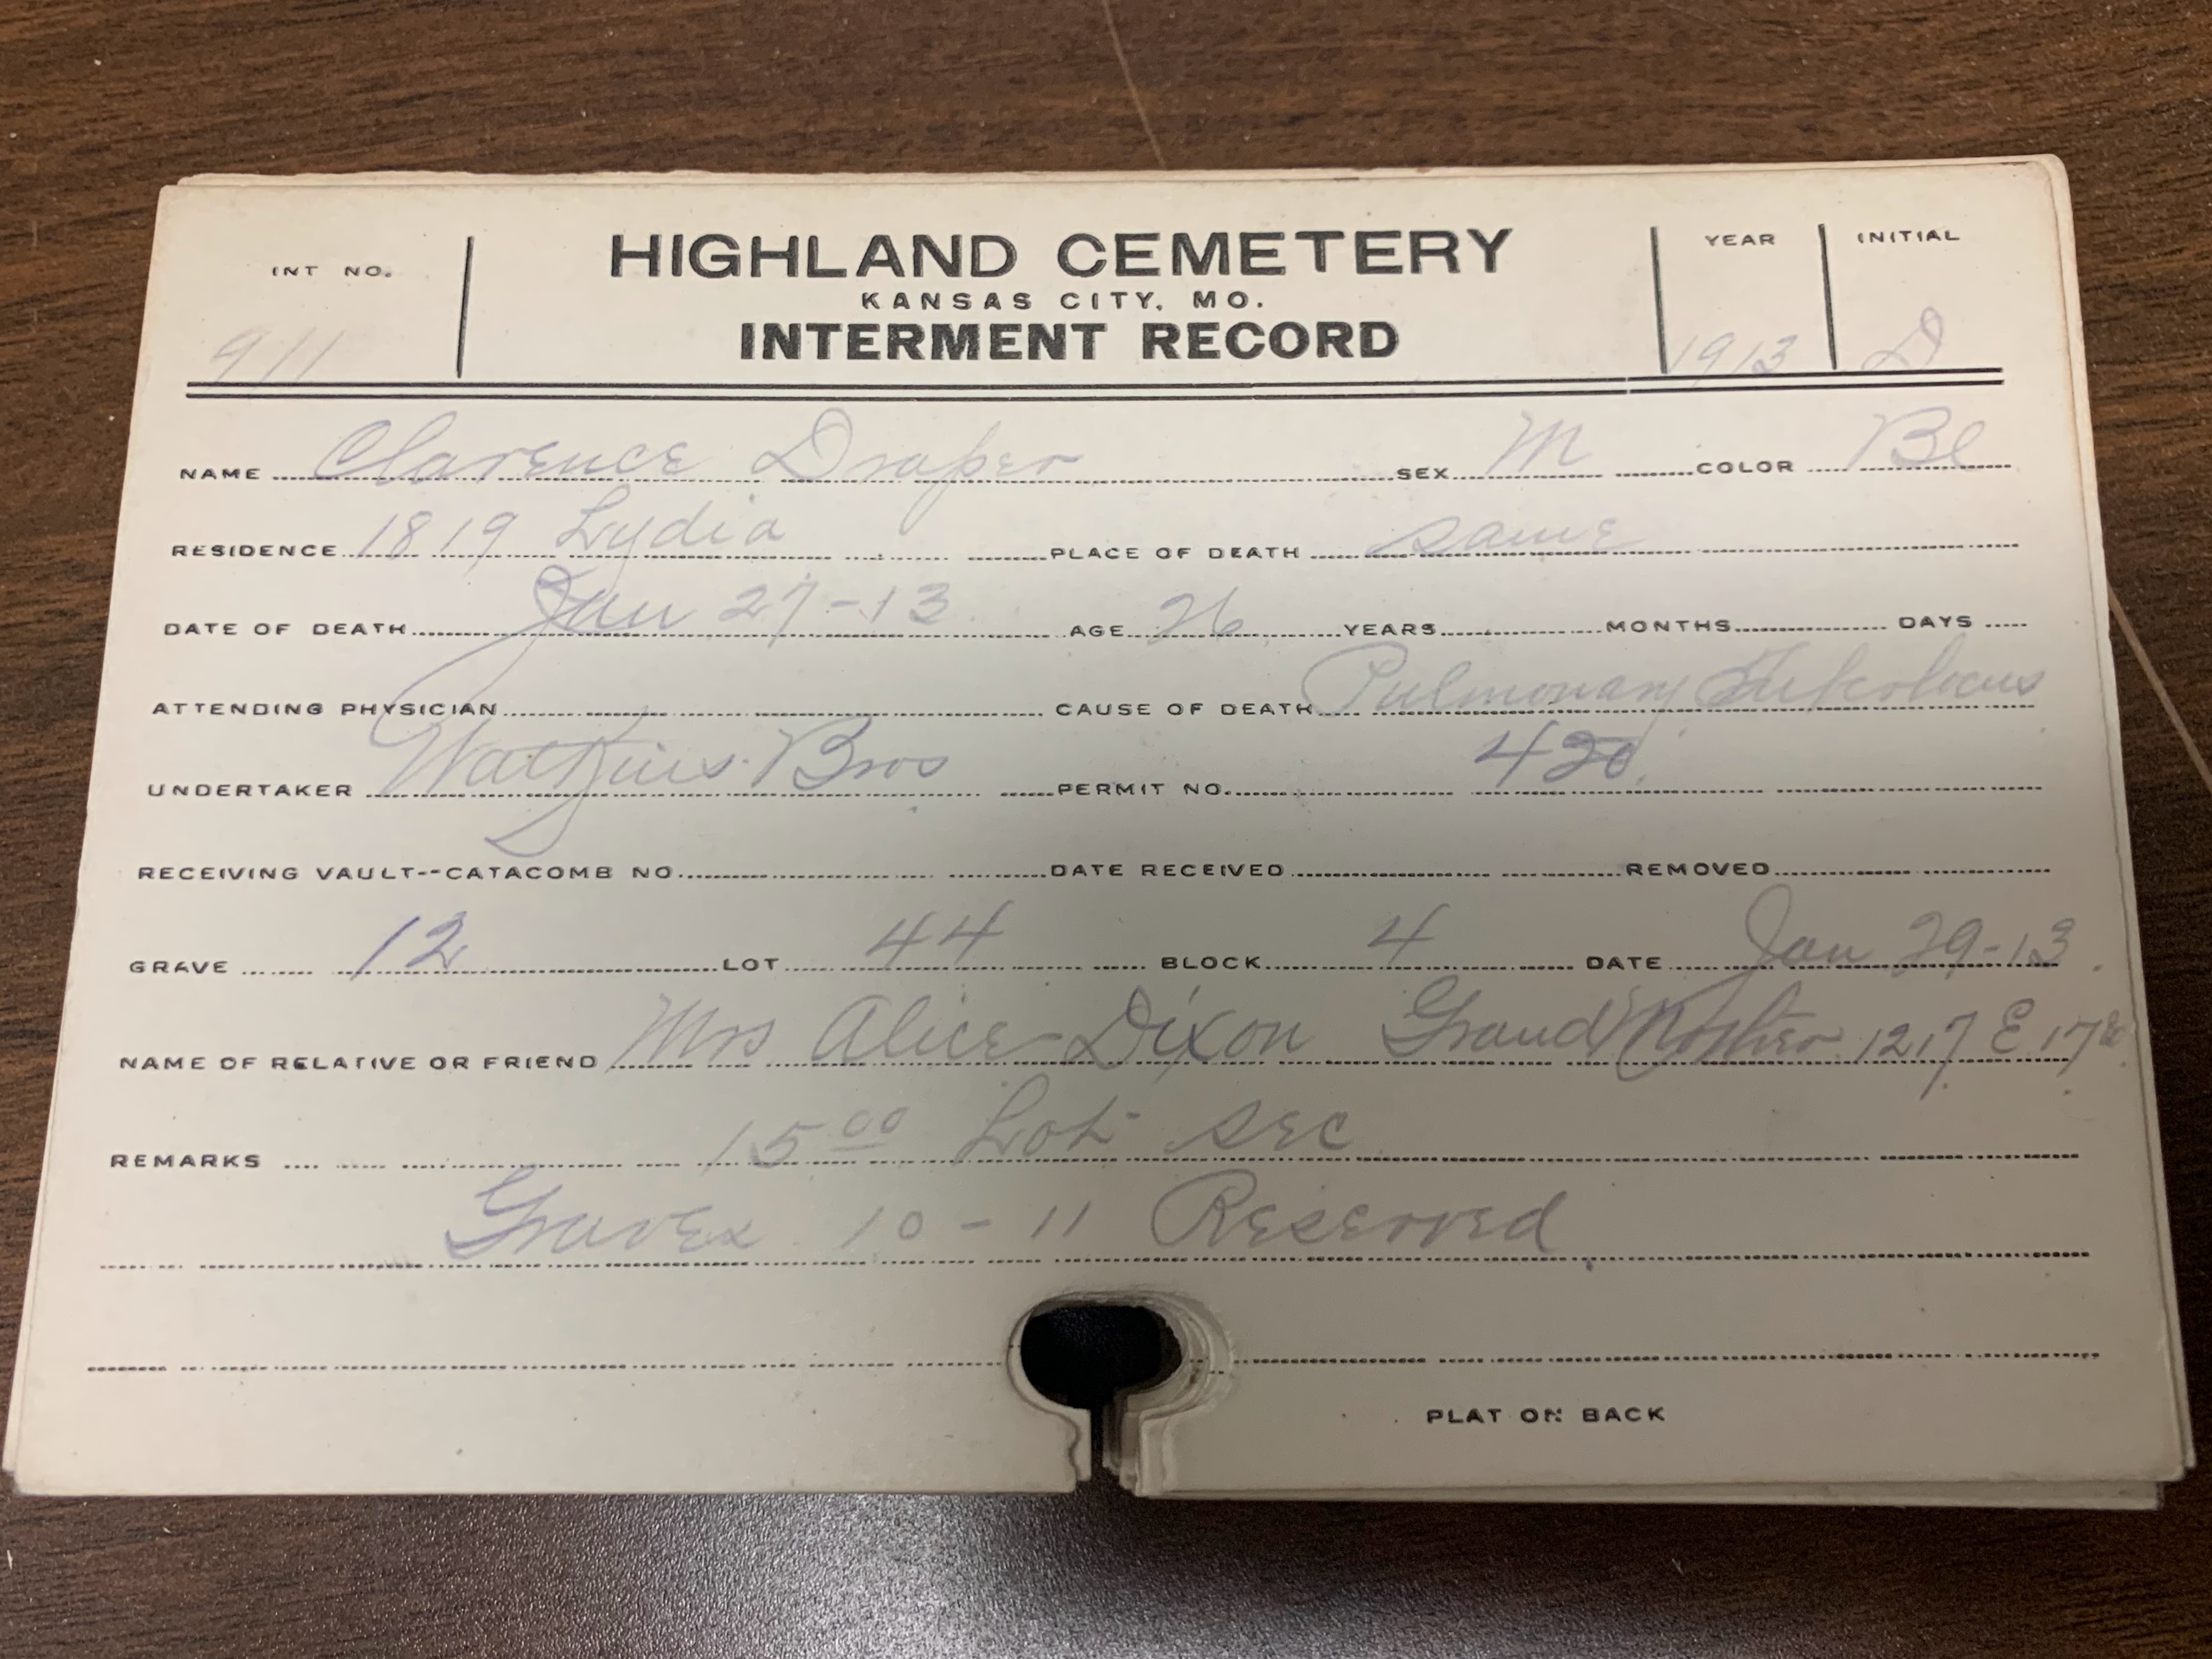 INT NO. HIGHLAND CEMETERY YEAR INITIAL
KANSAS CITY, MO.
911 INTERMENT RECORD 1913 D
NAME Clarence Draper SEX M COLOR Bl
RESIDENCE 1819 Lydia PLACE OF DEATH same
DATE OF DEATH Jan 27-13 AGE 26 YEARS MONTHS DAYS
ATTENDING PHYSICIAN CAUSE OF DEATH Pulmonary
UNDERTAKER Watkins Bros PERMIT NO.
RECEIVING VAULT--CATACOMB NO. DATE RECEIVED REMOVED
GRAVE 12 LOT 44 BLOCK 4 DATE Jan 29-13
NAME OF RELATIVE OR FRIEND Mrs Alice Dixon Grand Mother 1217 E 17th
REMARKS 15 00 Lot Sec
Graves 10-11 Reserved
PLAT ON BACK